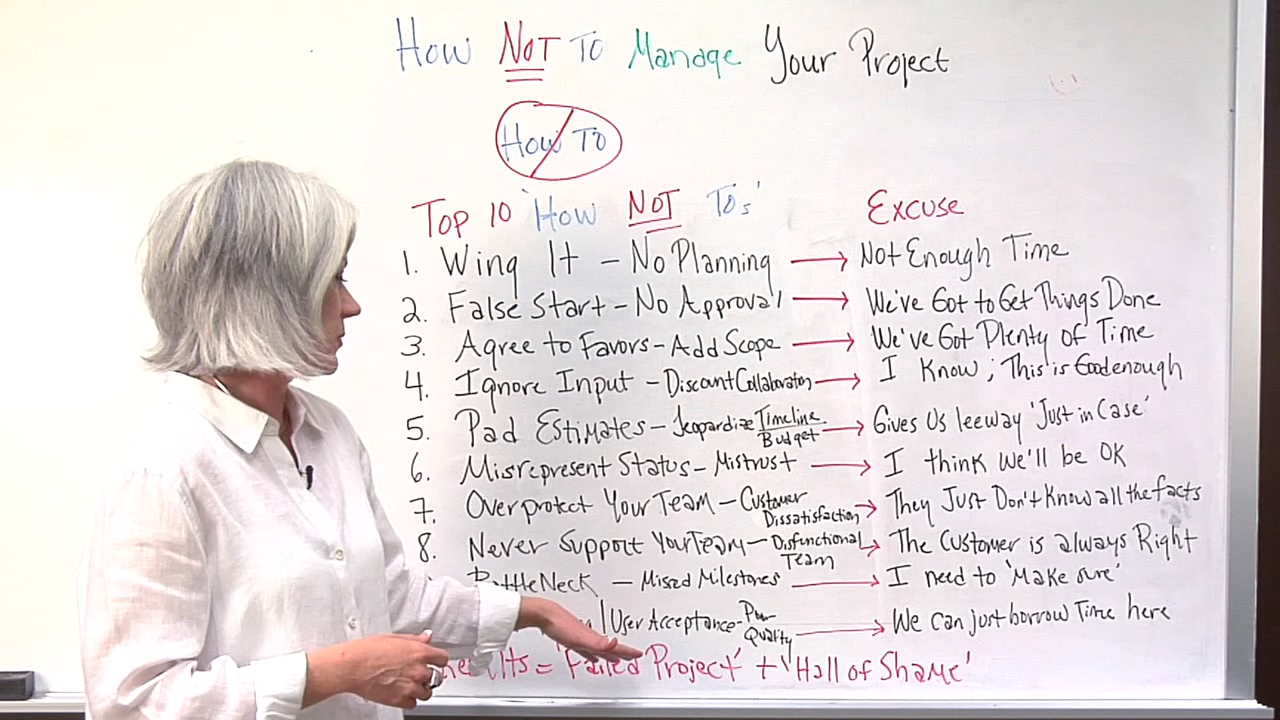 How NOT To Manage Your Project
How To
Top 10 'How NOT To's' Excuse
1. Wing It – No Planning → Not Enough Time
2. False Start – No Approval → We've Got to Get Things Done
3. Agree to Favors – Add Scope → We've Got Plenty of Time
4. Ignore Input – Discount Collaboration → I Know; This is Good enough
5. Pad Estimates – Jeopardize Timeline Budget → Gives Us leeway 'Just in Case'
6. Misrepresent Status – Mistrust → I think We'll be OK
7. Overprotect Your Team – Customer Dissatisfaction → They Just Don't Know all the facts
8. Never Support Your Team – Disfunctional Team → The Customer is always Right
BottleNeck – Missed Milestones → I need to 'Make sure'
/User Acceptance – Poor Quality → We can just borrow Time here
= 'Failed Project' + 'Hall of Shame'